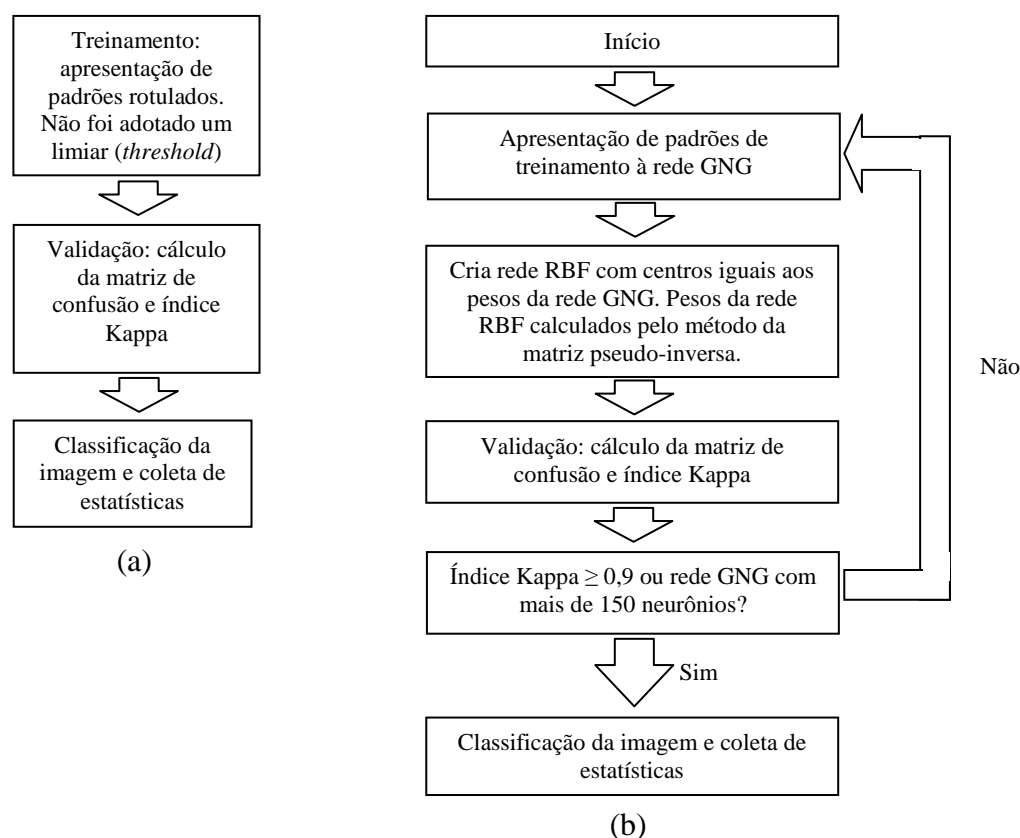 Treinamento:
apresentação de
padrões rotulados.
Não foi adotado um
limiar (threshold)
Validação: cálculo
da matriz de
confusão e índice
Kappa
Classificação da
imagem e coleta de
estatísticas
(a)
Início
Apresentação de padrões de
treinamento à rede GNG
Cria rede RBF com centros iguais aos
pesos da rede GNG. Pesos da rede
RBF calculados pelo método da
matriz pseudo-inversa.
Não
Validação: cálculo da matriz de
confusão e índice Kappa
Índice Kappa ≥ 0,9 ou rede GNG com
mais de 150 neurônios?
Sim
Classificação da imagem e coleta de
estatísticas
(b)